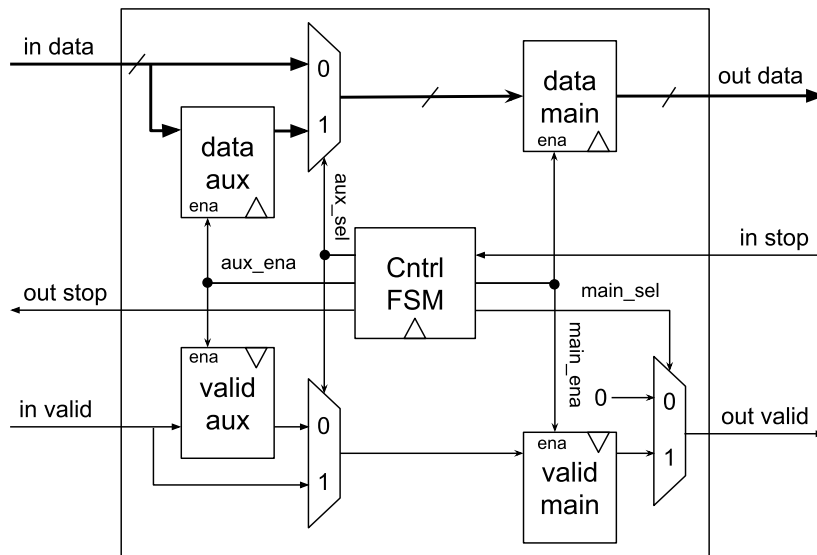 in data
0
1
data
main
ena
out data
data
aux
ena
aux_sel
in stop
aux_ena
Cntrl
FSM
main_sel
out stop
main_ena
ena
valid
aux
in valid
0
1
0
0
1
out valid
ena
valid
main